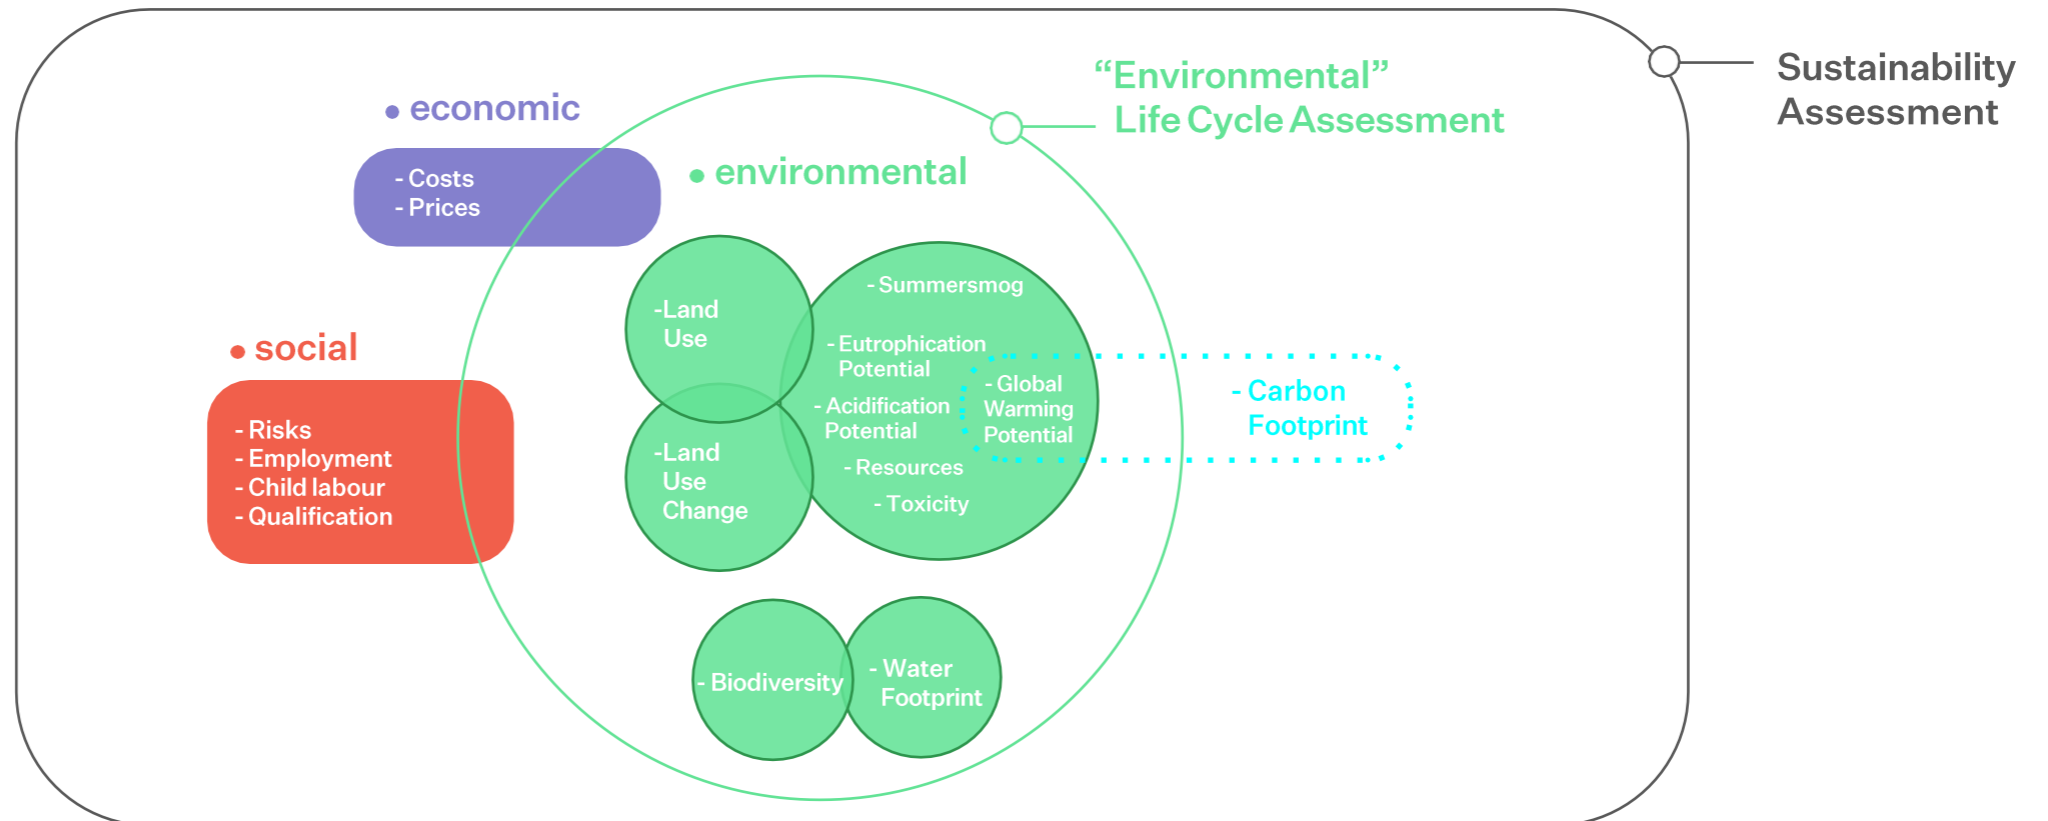 Sustainability
Assessment
“Environmental”
Life Cycle Assessment
• economic
- Costs
- Prices
• environmental
-Land
Use
-Land
Use
Change
- Summersmog
- Eutrophication
Potential
- Acidification
Potential
- Resources
- Toxicity
- Global
Warming
Potential
- Carbon
Footprint
• social
- Risks
- Employment
- Child labour
- Qualification
- Biodiversity
- Water
Footprint